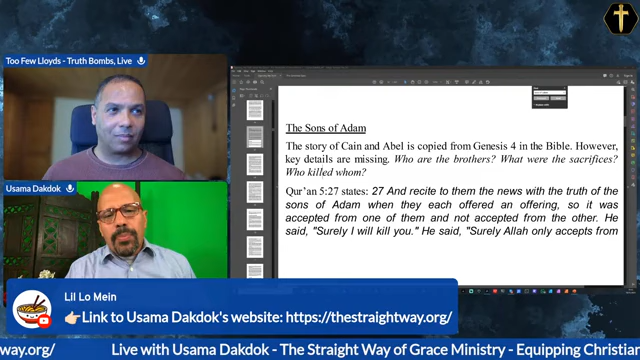 Too Few Lloyds - Truth Bombs, Live
Usama Dakdok
The Sons of Adam
The story of Cain and Abel is copied from Genesis 4 in the Bible. However,
key details are missing. Who are the brothers? What were the sacrifices?
Who killed whom?
Qur'an 5:27 states: 27 And recite to them the news with the truth of the
sons of Adam when they each offered an offering, so it was
accepted from one of them and not accepted from the other. He
said, "Surely I will kill you." He said, "Surely Allah only accepts from
Lil Lo Mein
👉🏻Link to Usama Dakdok's website: https://thestraightway.org/
way.org/ Live with Usama Dakdok - The Straight Way of Grace Ministry - Equipping Christian